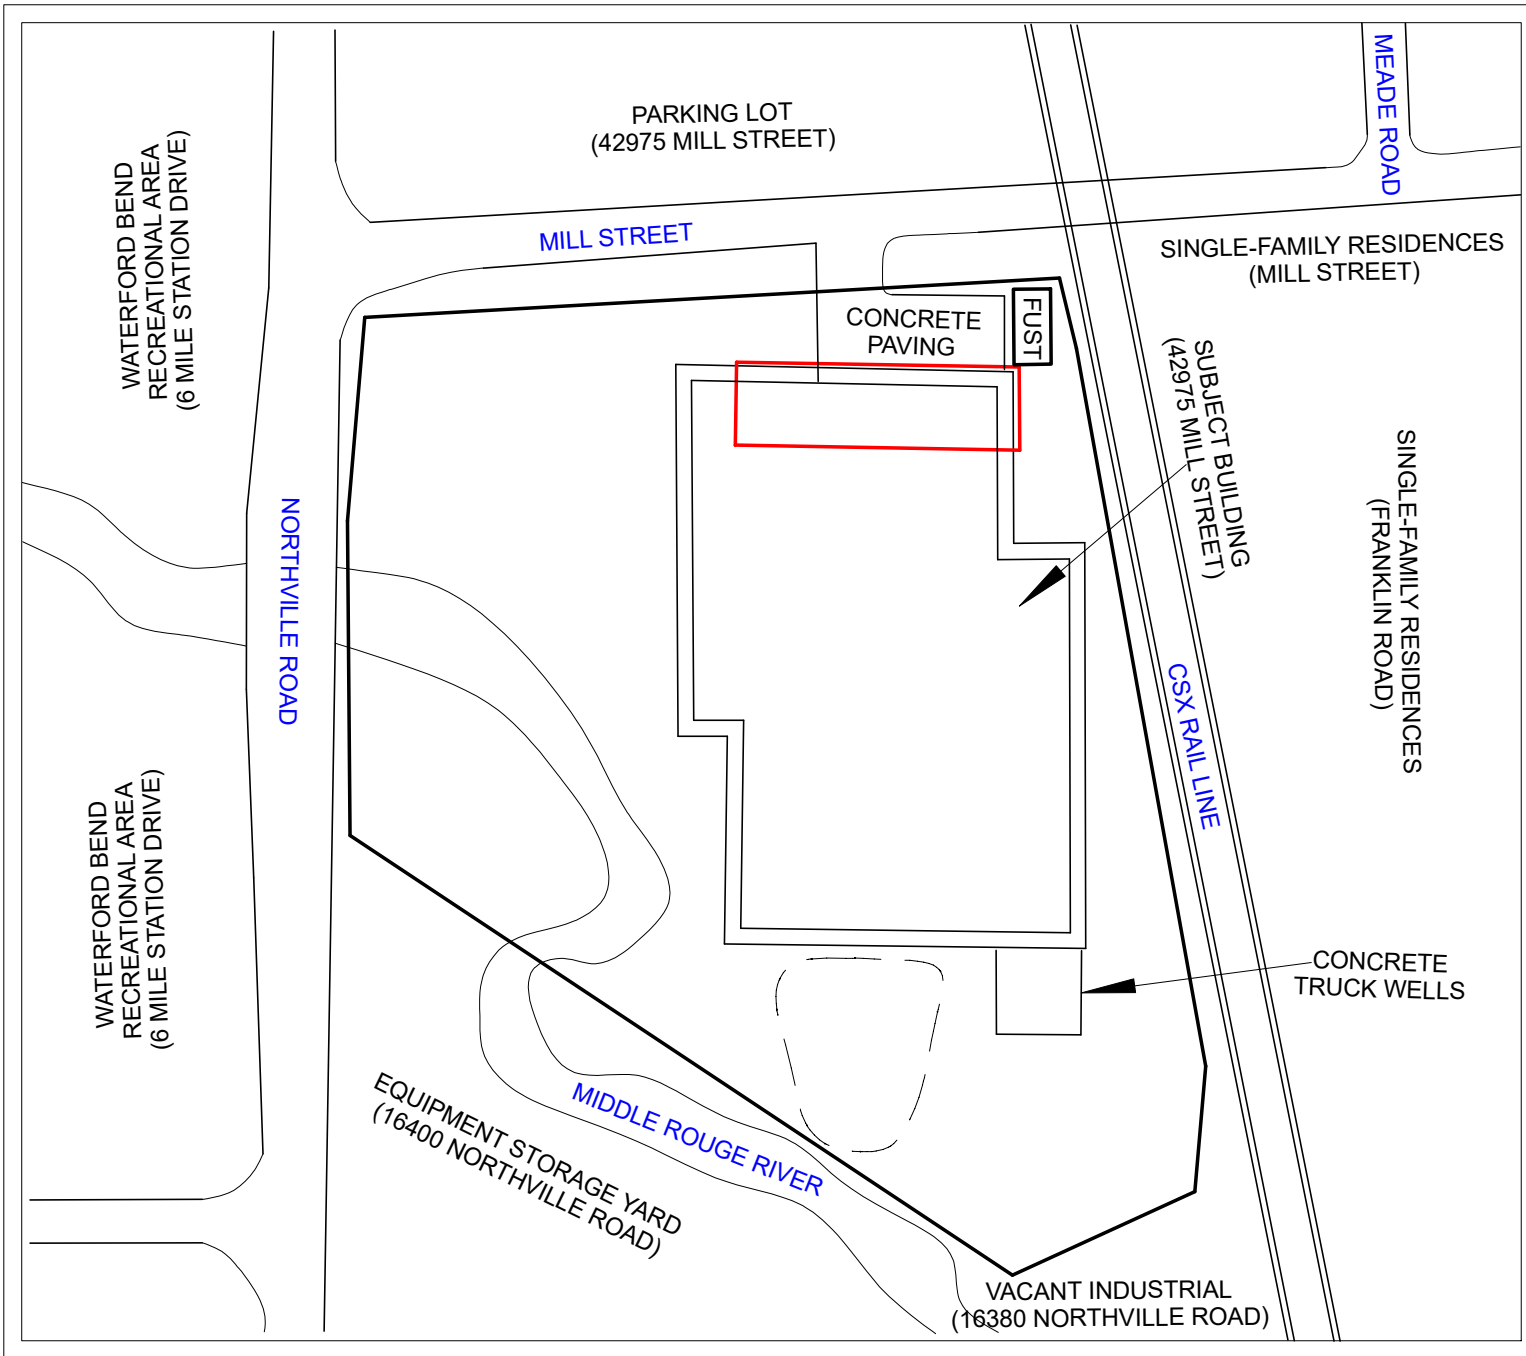 PARKING LOT
(42975 MILL STREET)
MEADE ROAD
WATERFORD BEND
RECREATIONAL AREA
(6 MILE STATION DRIVE)
MILL STREET
SINGLE-FAMILY RESIDENCES
(MILL STREET)
CONCRETE
PAVING
FUST
SUBJECT BUILDING
(42975 MILL STREET)
SINGLE-FAMILY RESIDENCES
(FRANKLIN ROAD)
NORTHVILLE ROAD
CSX RAIL LINE
WATERFORD BEND
RECREATIONAL AREA
(6 MILE STATION DRIVE)
CONCRETE
TRUCK WELLS
EQUIPMENT STORAGE YARD
(16400 NORTHVILLE ROAD)
MIDDLE ROUGE RIVER
VACANT INDUSTRIAL
(16380 NORTHVILLE ROAD)